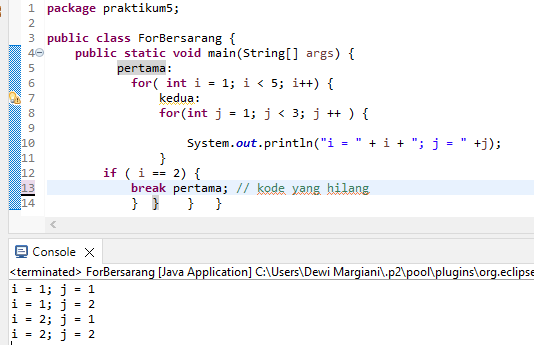 1 package praktikum5;
2
3 public class ForBersarang {
4 public static void main(String[] args) {
5 pertama:
6 for( int i = 1; i < 5; i++) {
7 kedua:
8 for(int j = 1; j < 3; j ++ ) {
9
10 System.out.println("i = " + i + "; j = " +j);
11 }
12 if ( i == 2) {
13 break pertama; // kode yang hilang
14 } } } }
Console
<terminated> ForBersarang [Java Application] C:\Users\Dewi Margiani\.p2\pool\plugins\org.eclipse
i = 1; j = 1
i = 1; j = 2
i = 2; j = 1
i = 2; j = 2